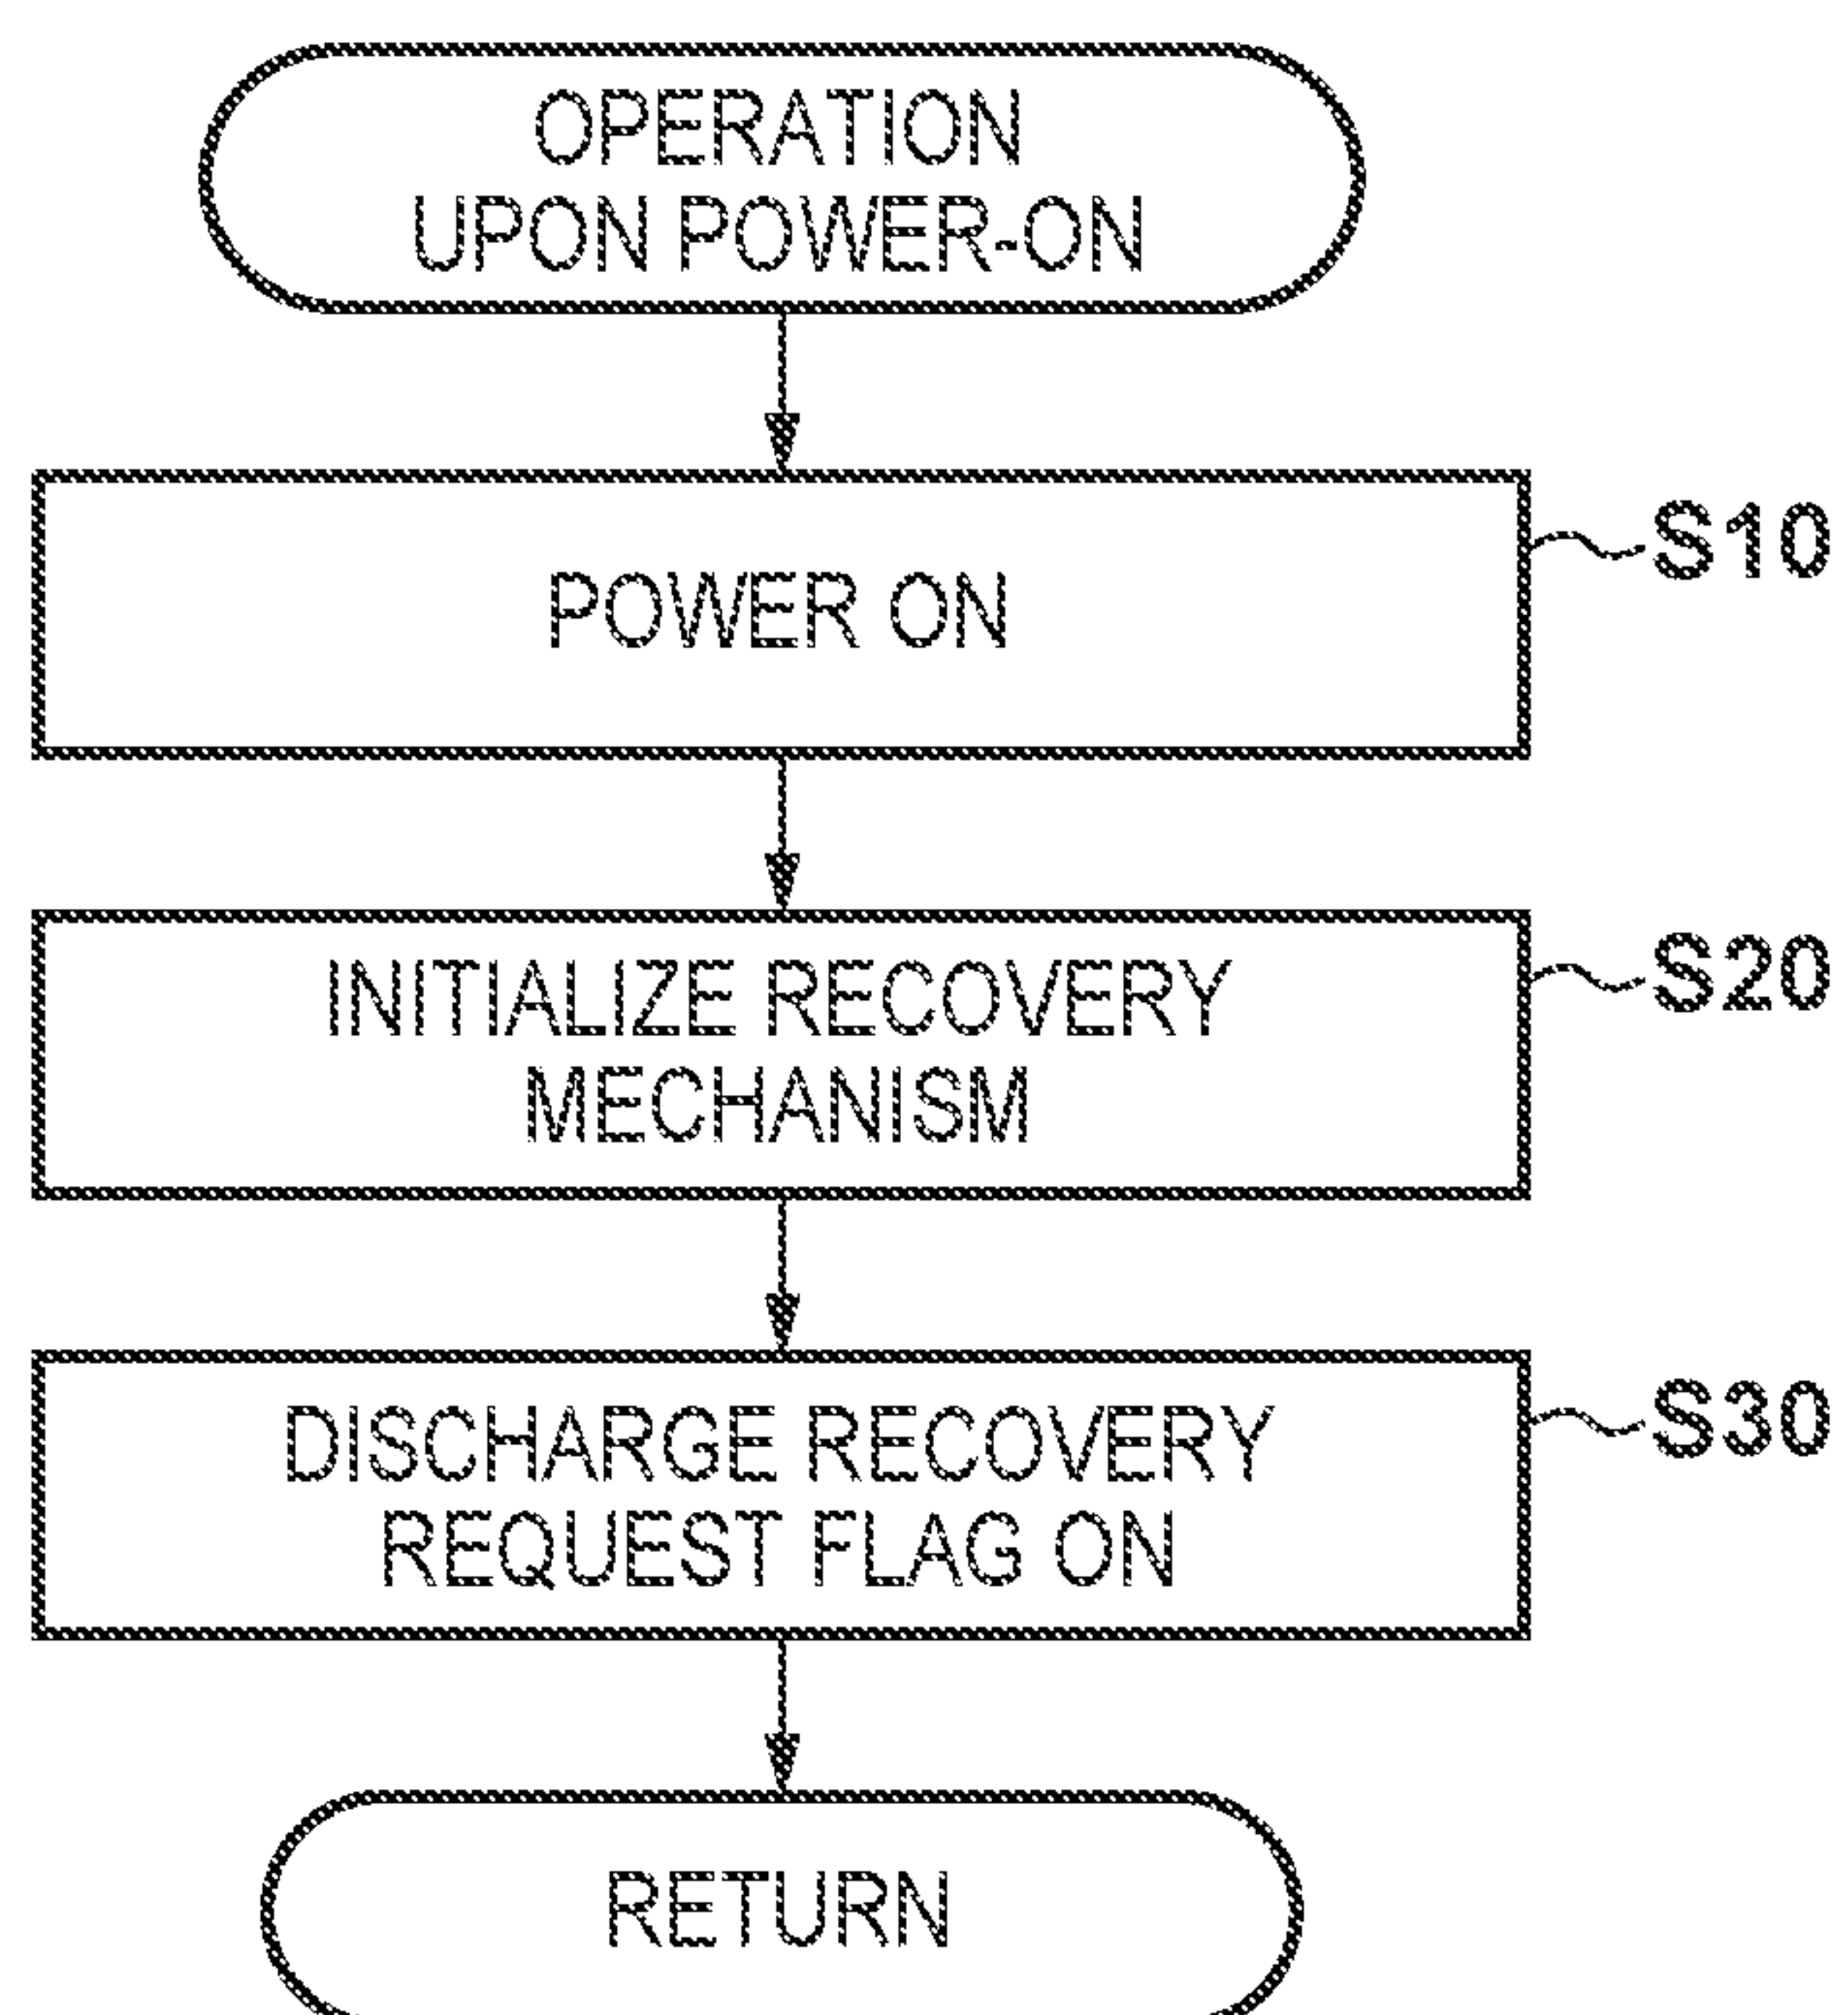 OPERATION
UPON POWER-ON
POWER ON
S10
INITIALIZE RECOVERY
MECHANISM
S20
DISCHARGE RECOVERY
REQUEST FLAG ON
S30
RETURN